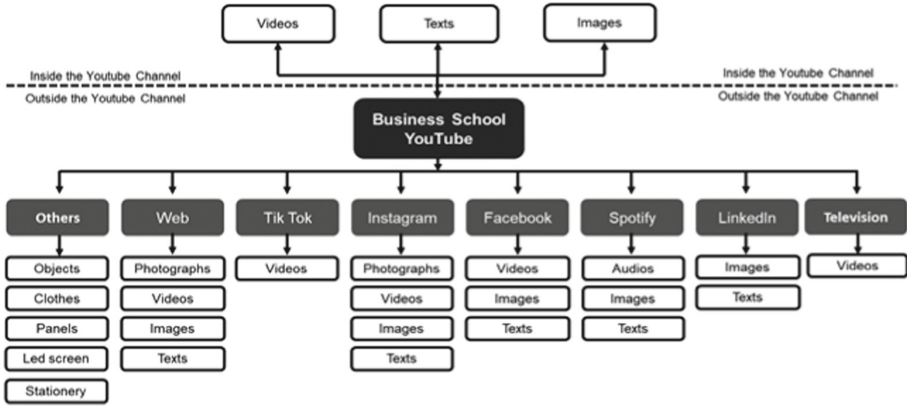 Videos
Texts
Images
Inside the Youtube Channel
Inside the Youtube Channel
Outside the Youtube Channel
Outside the Youtube Channel
Business School
YouTube
Others
Web
Tik Tok
Instagram
Facebook
Spotify
LinkedIn
Television
Objects
Clothes
Panels
Led screen
Stationery
Photographs
Videos
Images
Texts
Videos
Photographs
Videos
Images
Texts
Videos
Images
Texts
Audios
Images
Texts
Images
Texts
Videos